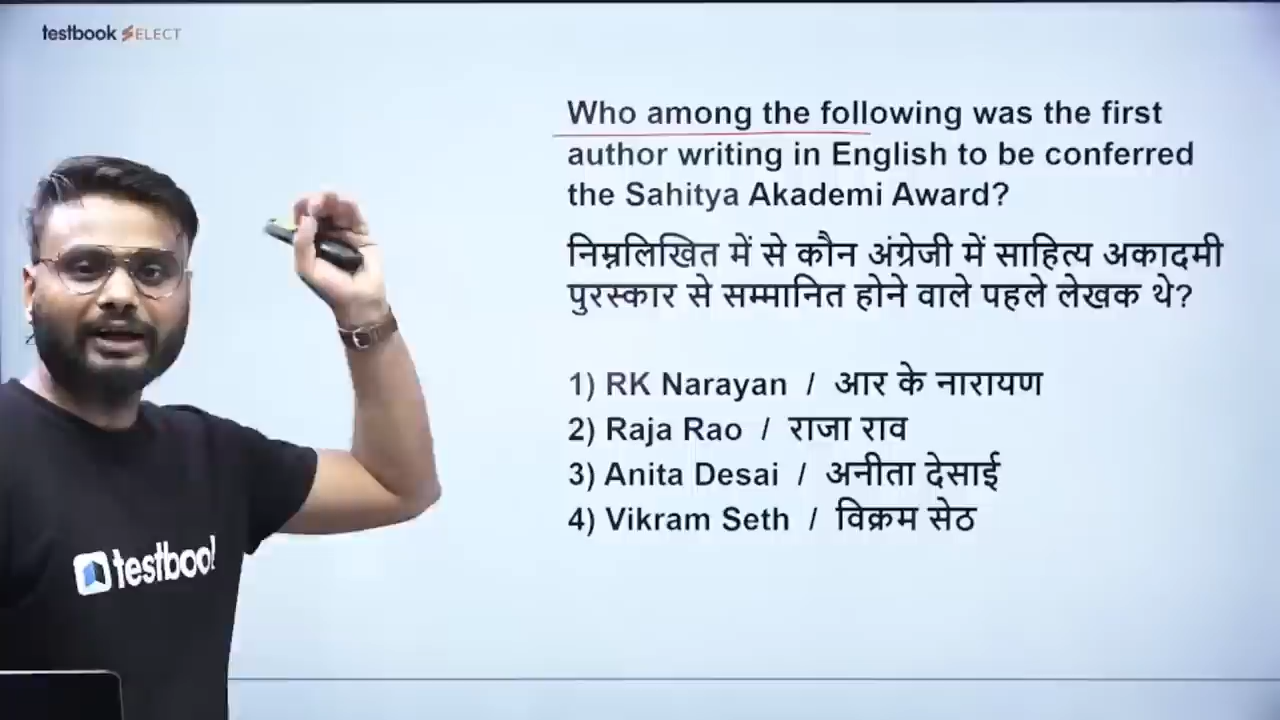 testbook SELECT
Who among the following was the first
author writing in English to be conferred
the Sahitya Akademi Award?
निम्नलिखित में से कौन अंग्रेजी में साहित्य अकादमी
पुरस्कार से सम्मानित होने वाले पहले लेखक थे?
1) RK Narayan / आर के नारायण
2) Raja Rao / राजा राव
3) Anita Desai / अनीता देसाई
4) Vikram Seth / विक्रम सेठ
testbook